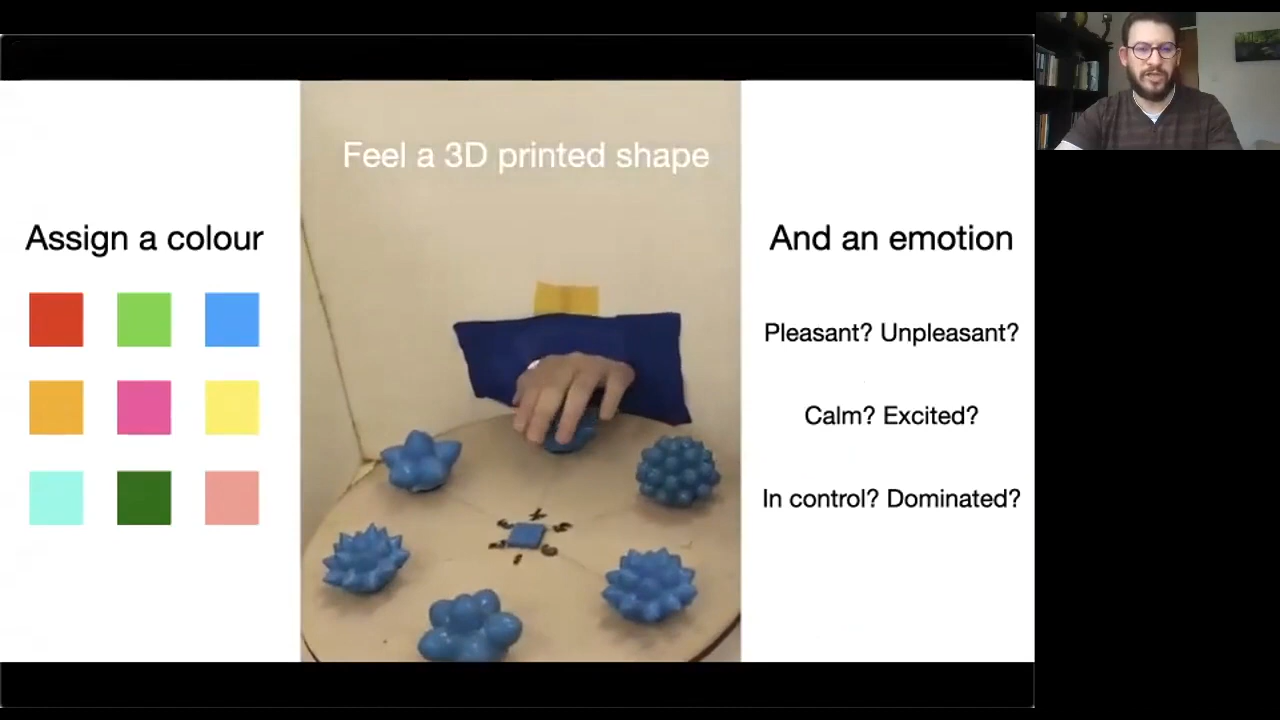 Feel a 3D printed shape
Assign a colour
And an emotion
Pleasant? Unpleasant?
Calm? Excited?
In control? Dominated?